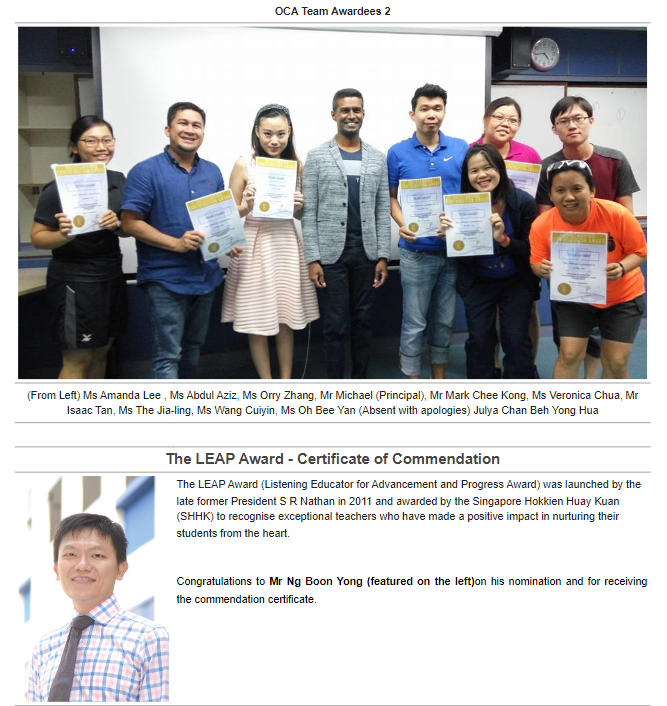 OCA Team Awardees 2
(From Left) Ms Amanda Lee , Ms Abdul Aziz, Ms Orry Zhang, Mr Michael (Principal), Mr Mark Chee Kong, Ms Veronica Chua, Mr
Isaac Tan, Ms The Jia-ling, Ms Wang Cuiyin, Ms Oh Bee Yan (Absent with apologies) Julya Chan Beh Yong Hua
The LEAP Award - Certificate of Commendation
The LEAP Award (Listening Educator for Advancement and Progress Award) was launched by the
late former President S R Nathan in 2011 and awarded by the Singapore Hokkien Huay Kuan
(SHHK) to recognise exceptional teachers who have made a positive impact in nurturing their
students from the heart.
Congratulations to Mr Ng Boon Yong (featured on the left)on his nomination and for receiving
the commendation certificate.